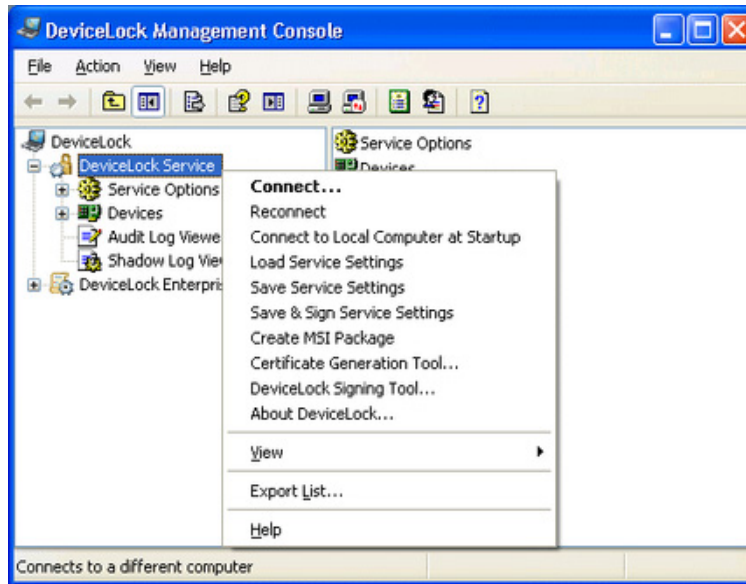 DeviceLock Management Console
File Action View Help
DeviceLock
DeviceLock Service
Service Options
Devices
Audit Log Viewe
Shadow Log Vie
DeviceLock Enterpri
Service Options
Devices
Connect...
Reconnect
Connect to Local Computer at Startup
Load Service Settings
Save Service Settings
Save & Sign Service Settings
Create MSI Package
Certificate Generation Tool...
DeviceLock Signing Tool...
About DeviceLock...
View
Export List...
Help
Connects to a different computer